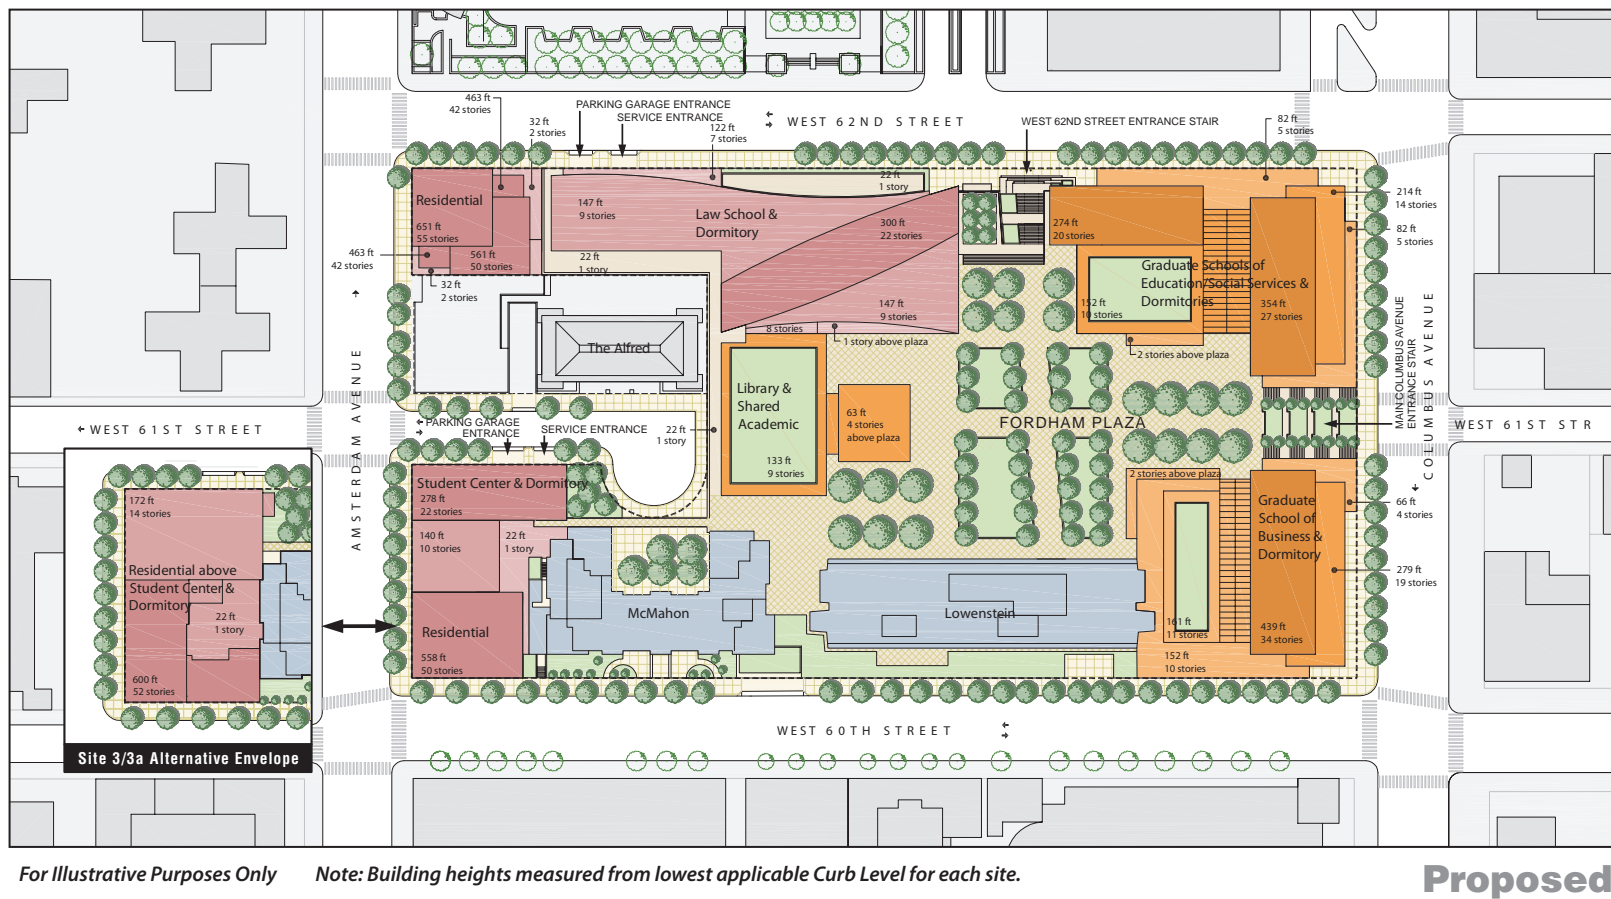 463 ft
42 stories
PARKING GARAGE ENTRANCE
SERVICE ENTRANCE
32 ft
2 stories
122 ft
7 stories
WEST 62ND STREET
WEST 62ND STREET ENTRANCE STAIR
82 ft
5 stories
Residential
651 ft
55 stories
561 ft
50 stories
463 ft
42 stories
32 ft
2 stories
147 ft
9 stories
22 ft
1 story
Law School &
Dormitory
22 ft
1 story
300 ft
22 stories
147 ft
9 stories
8 stories
1 story above plaza
274 ft
20 stories
Graduate Schools of
Education/Social Services &
Dormitories
152 ft
10 stories
354 ft
27 stories
2 stories above plaza
214 ft
14 stories
82 ft
5 stories
The Alfred
Library &
Shared
Academic
133 ft
9 stories
63 ft
4 stories
above plaza
22 ft
1 story
FORDHAM PLAZA
MAIN COLUMBUS AVENUE
ENTRANCE STAIR
COLUMBUS AVENUE
WEST 61ST STR
AMSTERDAM AVENUE
WEST 61ST STREET
PARKING GARAGE
ENTRANCE
SERVICE ENTRANCE
Student Center & Dormitory
278 ft
22 stories
140 ft
10 stories
22 ft
1 story
Residential
558 ft
50 stories
McMahon
Lowenstein
2 stories above plaza
Graduate
School of
Business &
Dormitory
161 ft
11 stories
439 ft
34 stories
152 ft
10 stories
66 ft
4 stories
279 ft
19 stories
172 ft
14 stories
Residential above
Student Center &
Dormitory
22 ft
1 story
600 ft
52 stories
Site 3/3a Alternative Envelope
WEST 60TH STREET
For Illustrative Purposes Only
Note: Building heights measured from lowest applicable Curb Level for each site.
Proposed